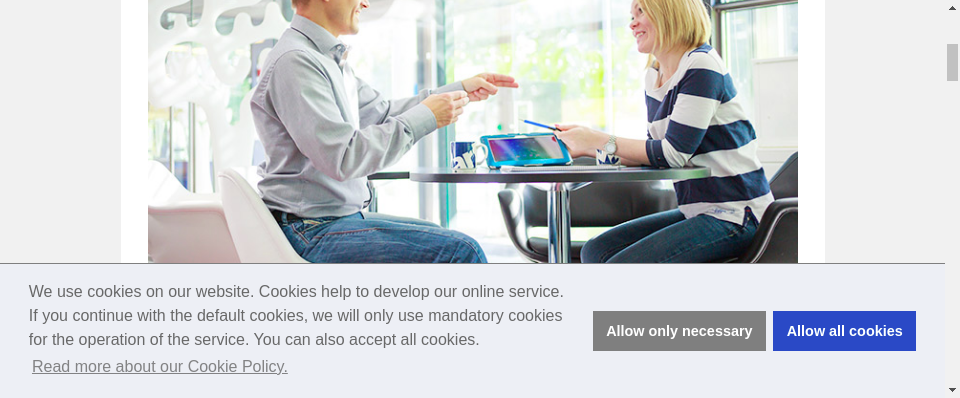 We use cookies on our website. Cookies help to develop our online service.
If you continue with the default cookies, we will only use mandatory cookies
for the operation of the service. You can also accept all cookies.
Read more about our Cookie Policy.
Allow only necessary
Allow all cookies